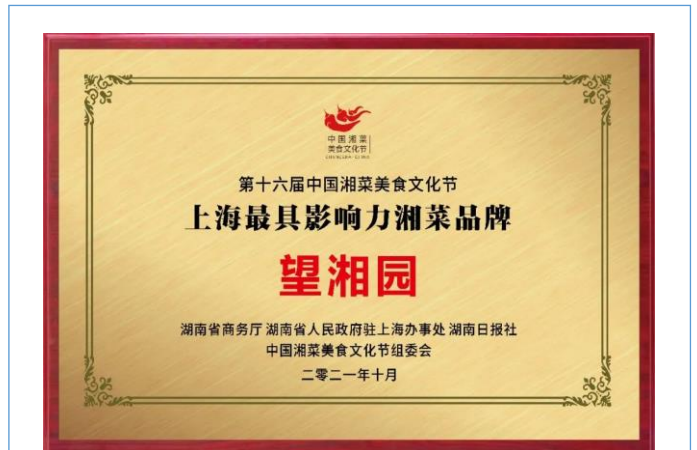 中国湘菜
美食文化节
第十六届中国湘菜美食文化节
上海最具影响力湘菜品牌
望湘园
湖南省商务厅 湖南省人民政府驻上海办事处 湖南日报社
中国湘菜美食文化节组委会
二零二一年十月